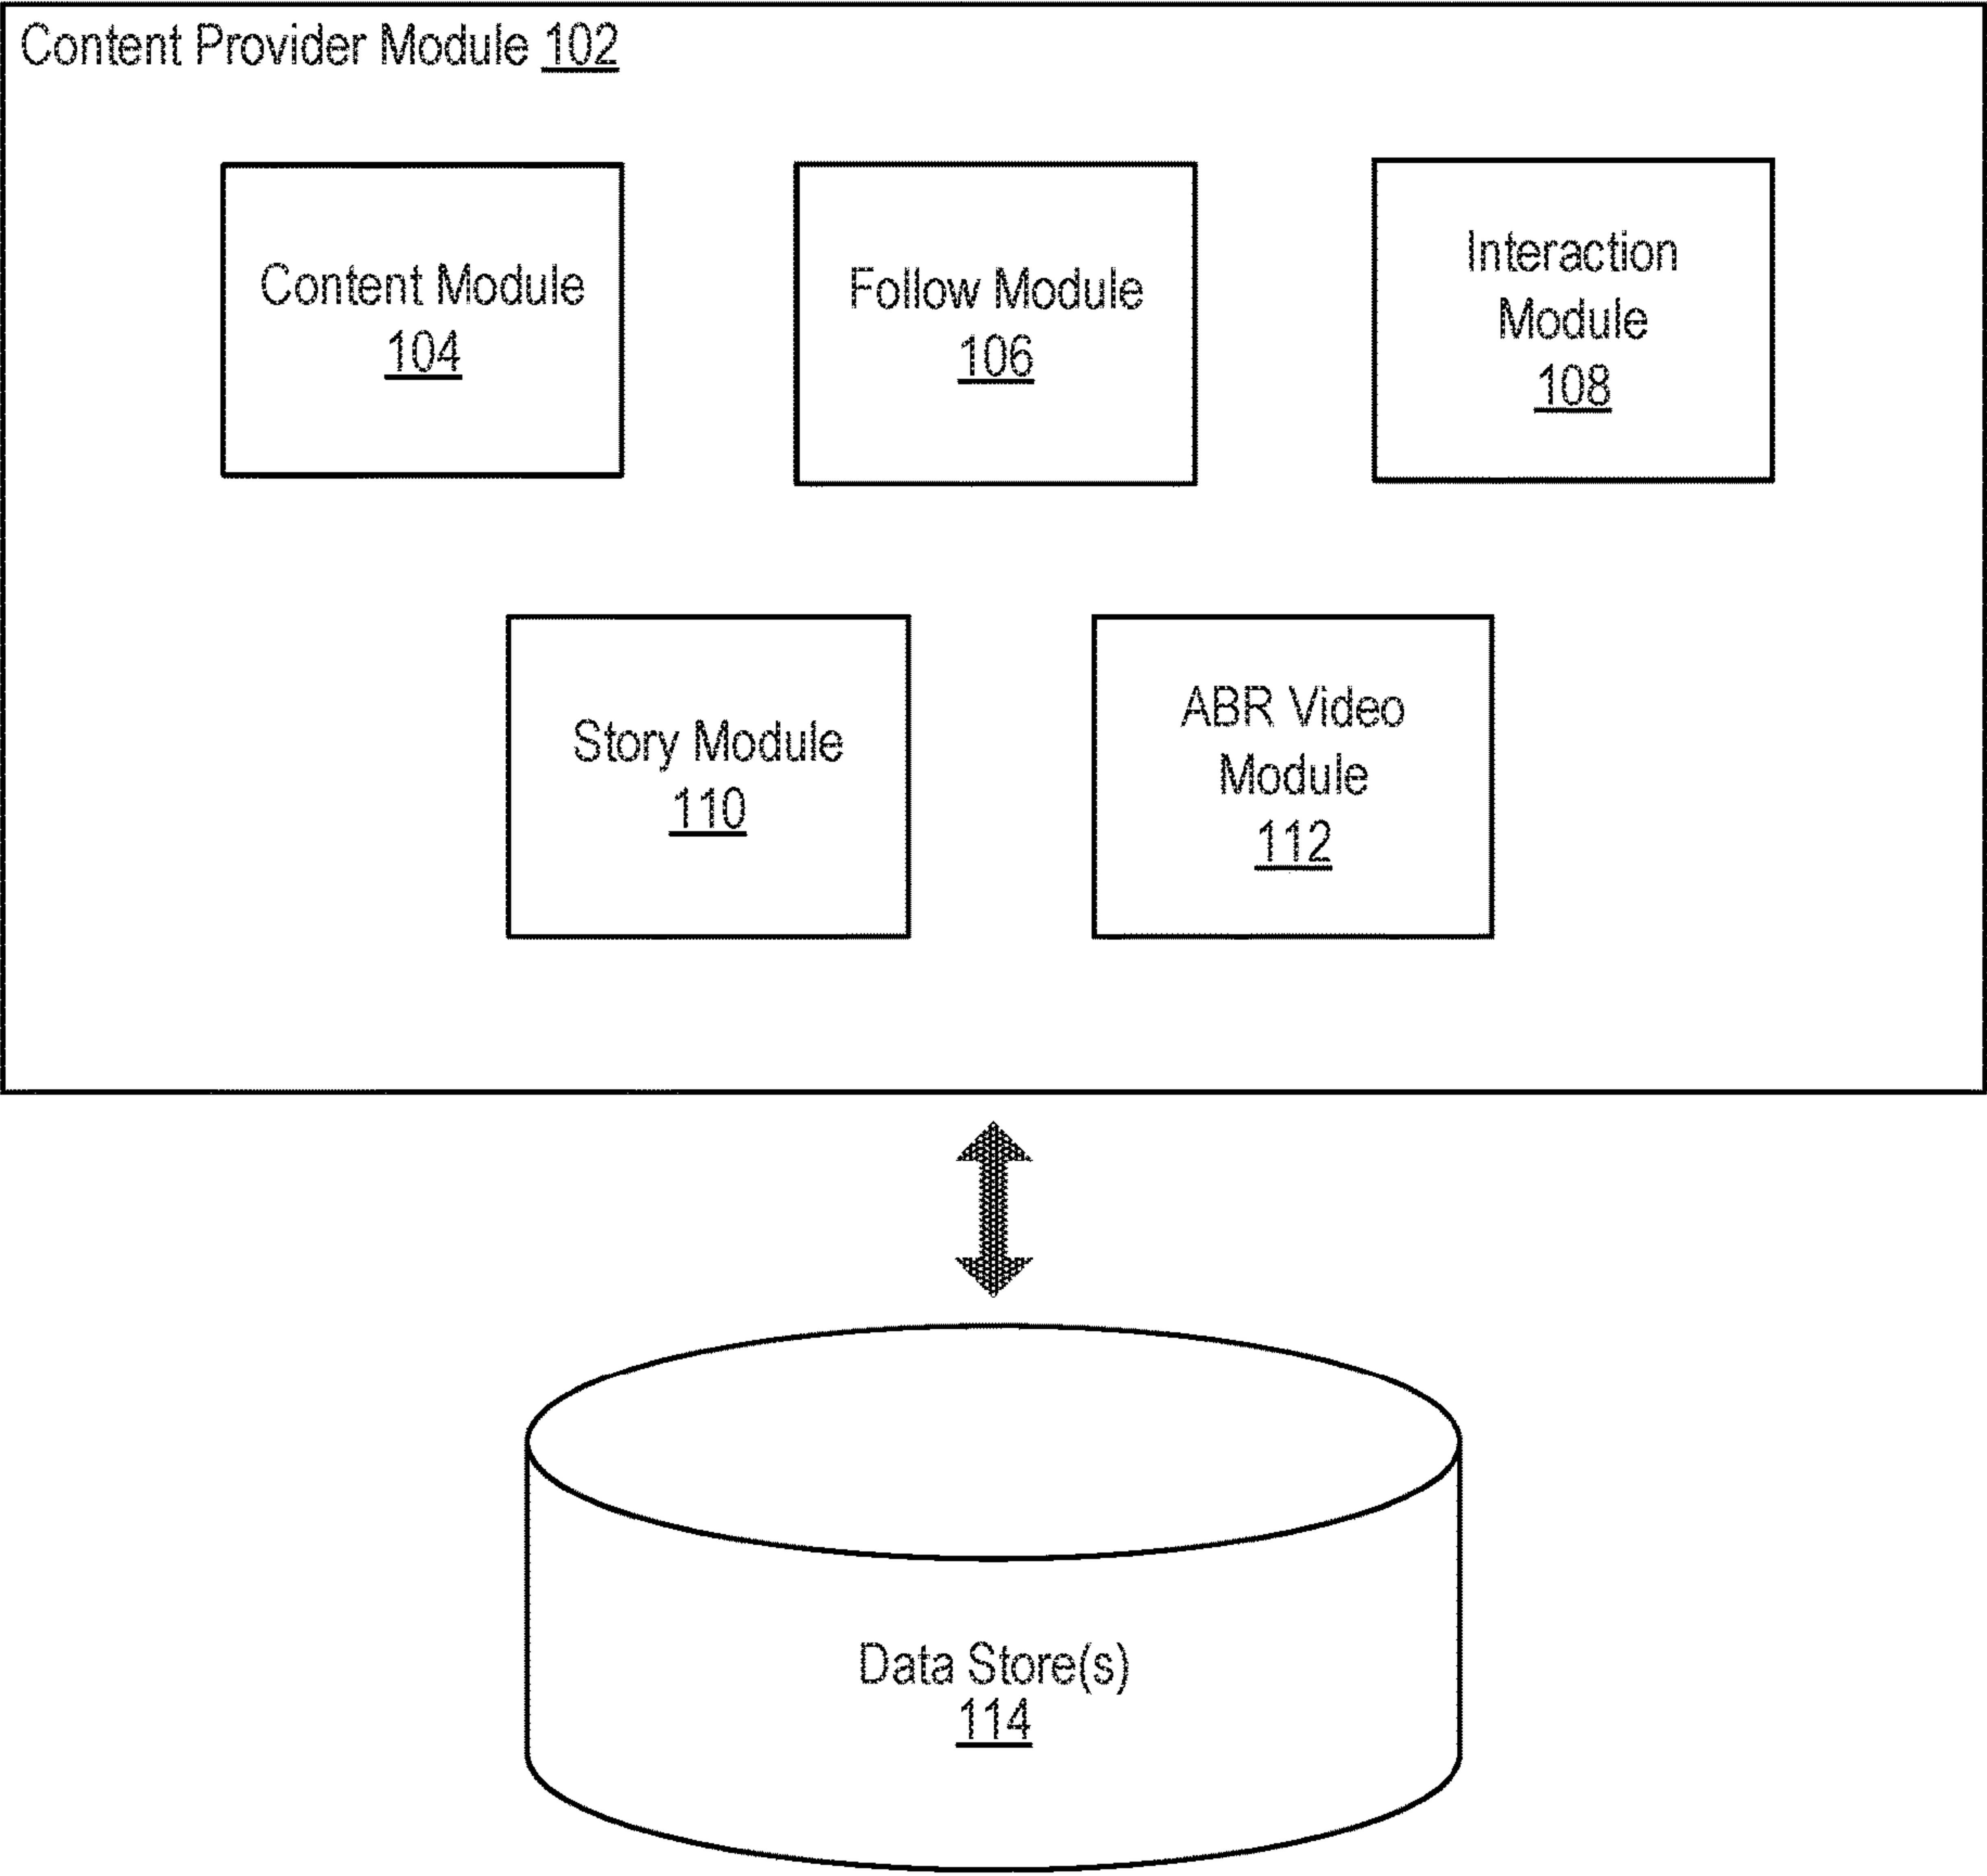 Content Provider Module 102
Content Module
104
Follow Module
106
Interaction
Module
108
Story Module
110
ABR Video
Module
112
Data Store(s)
114